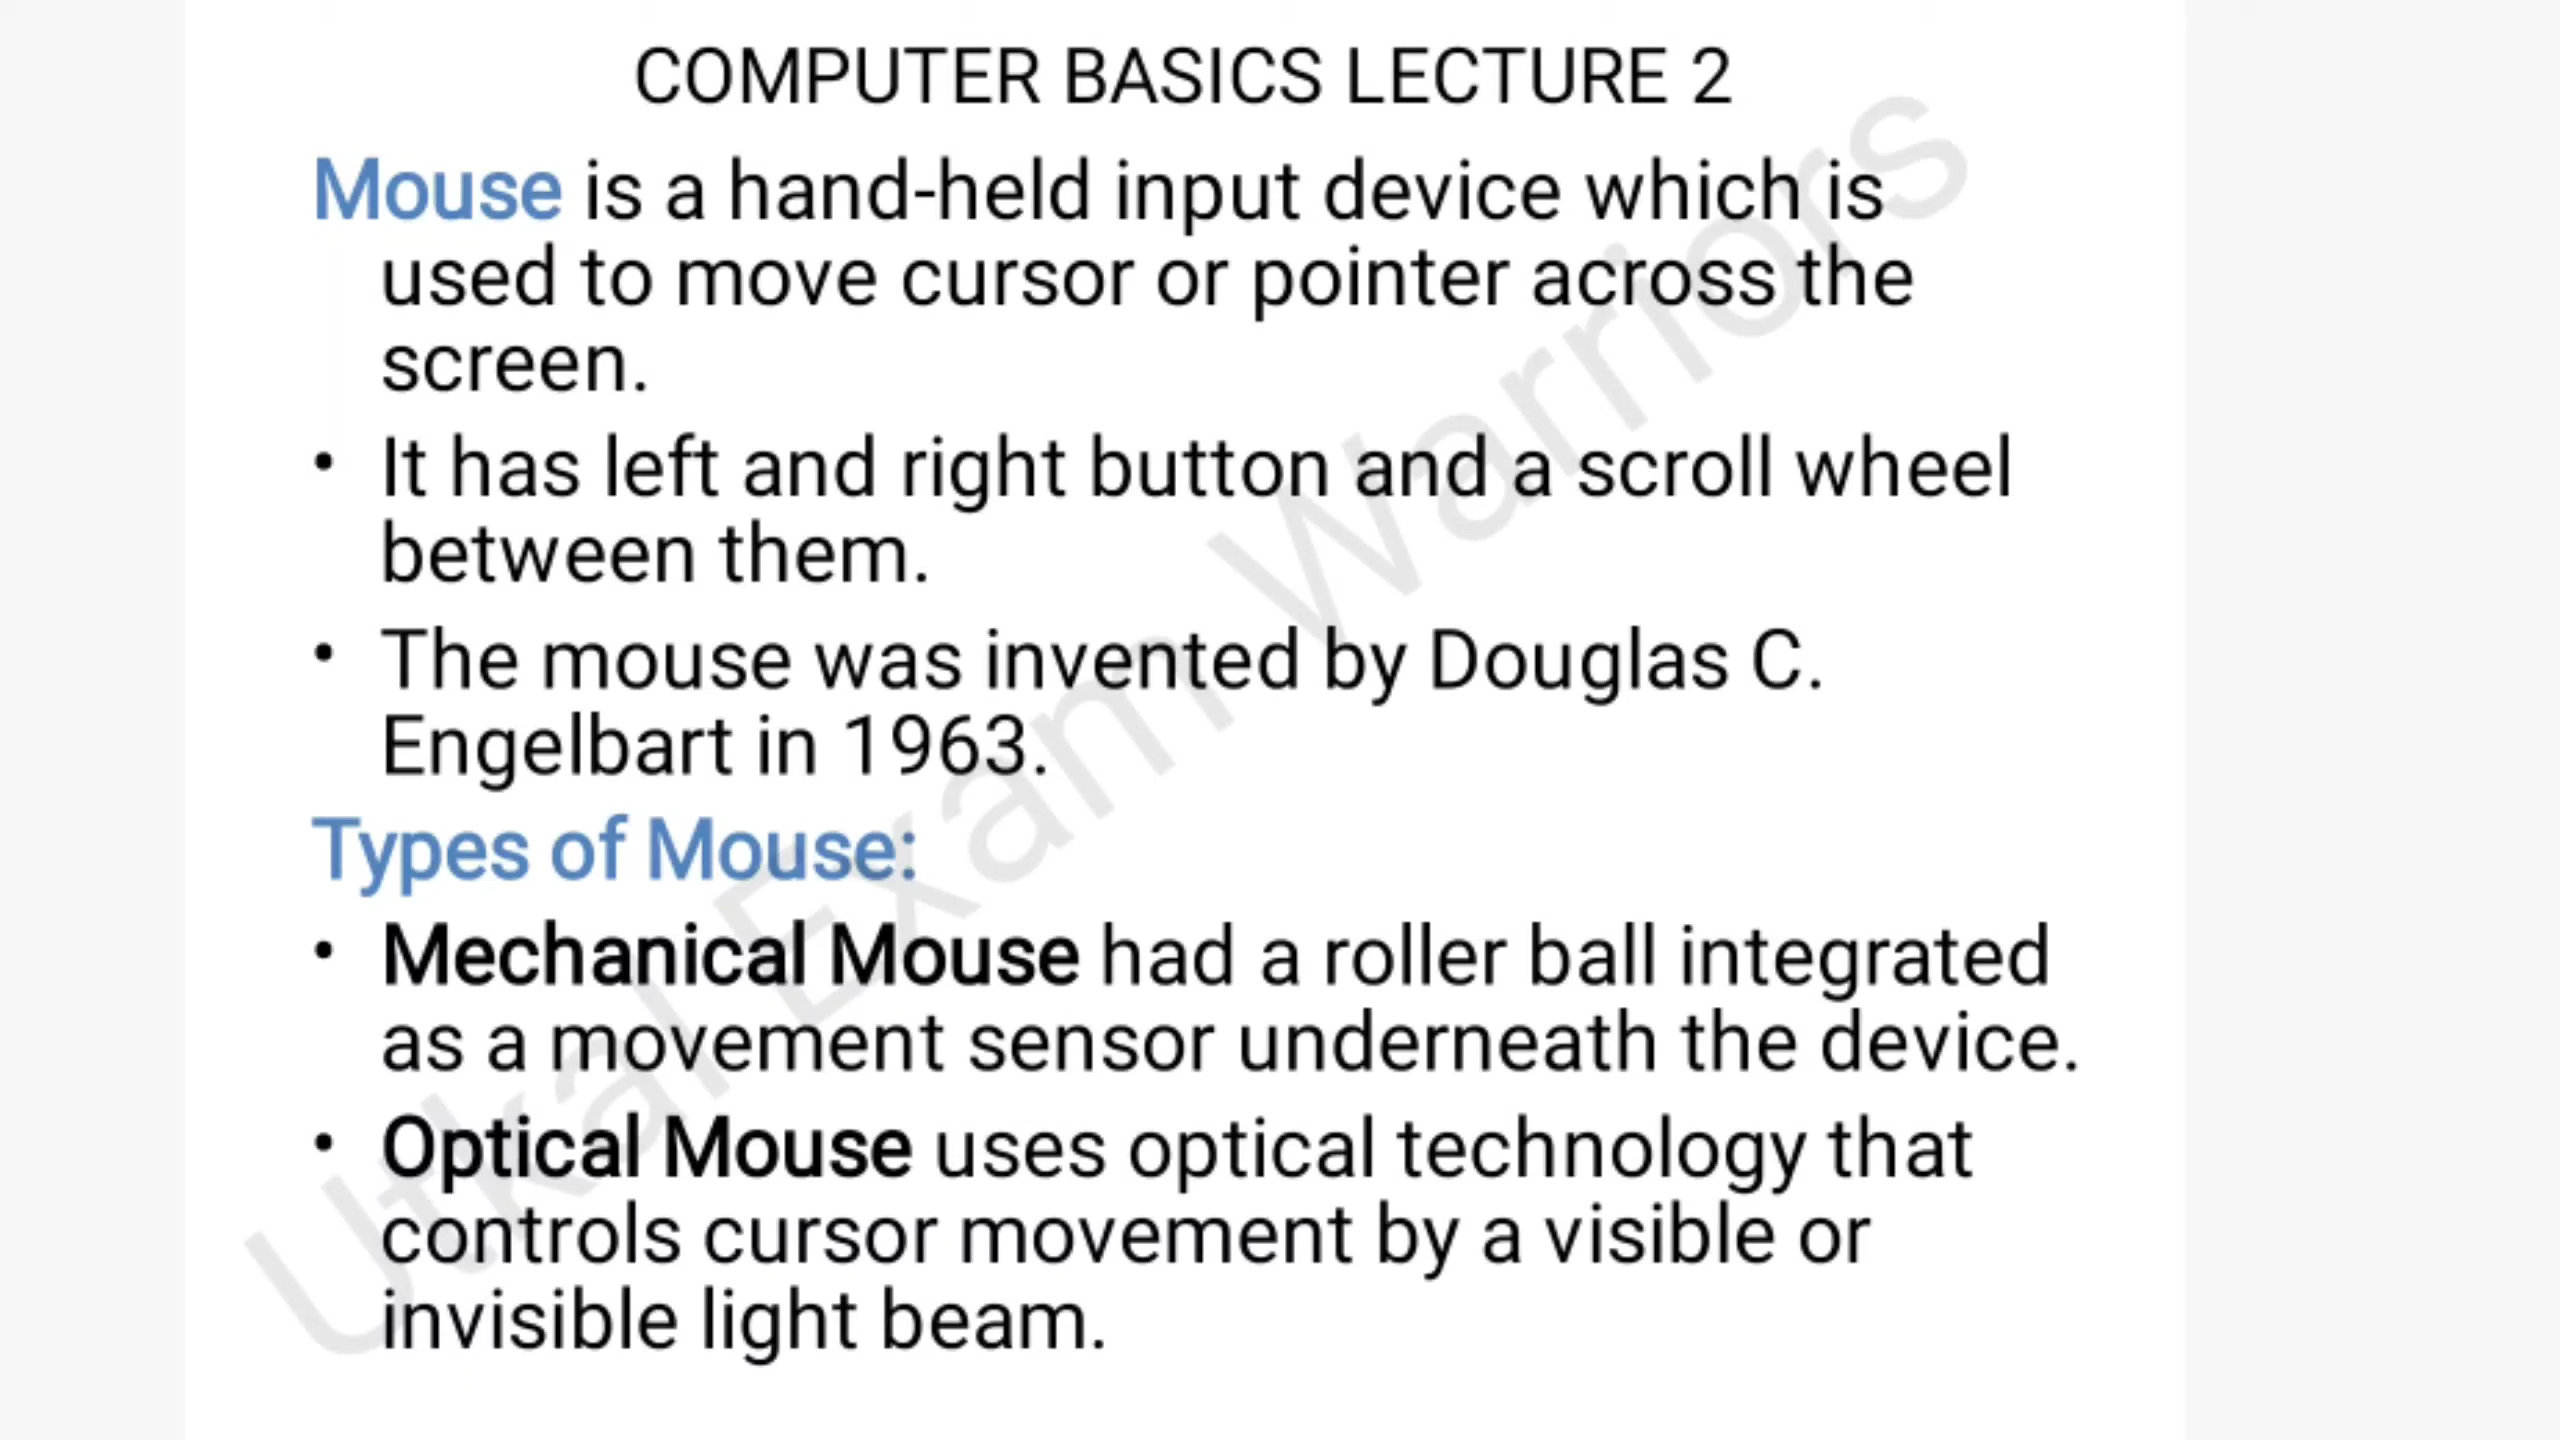 COMPUTER BASICS LECTURE 2
Mouse is a hand-held input device which is
used to move cursor or pointer across the
screen.
• It has left and right button and a scroll wheel
between them.
• The mouse was invented by Douglas C.
Engelbart in 1963.
Types of Mouse:
• Mechanical Mouse had a roller ball integrated
as a movement sensor underneath the device.
• Optical Mouse uses optical technology that
controls cursor movement by a visible or
invisible light beam.
Utkal Exam Warriors